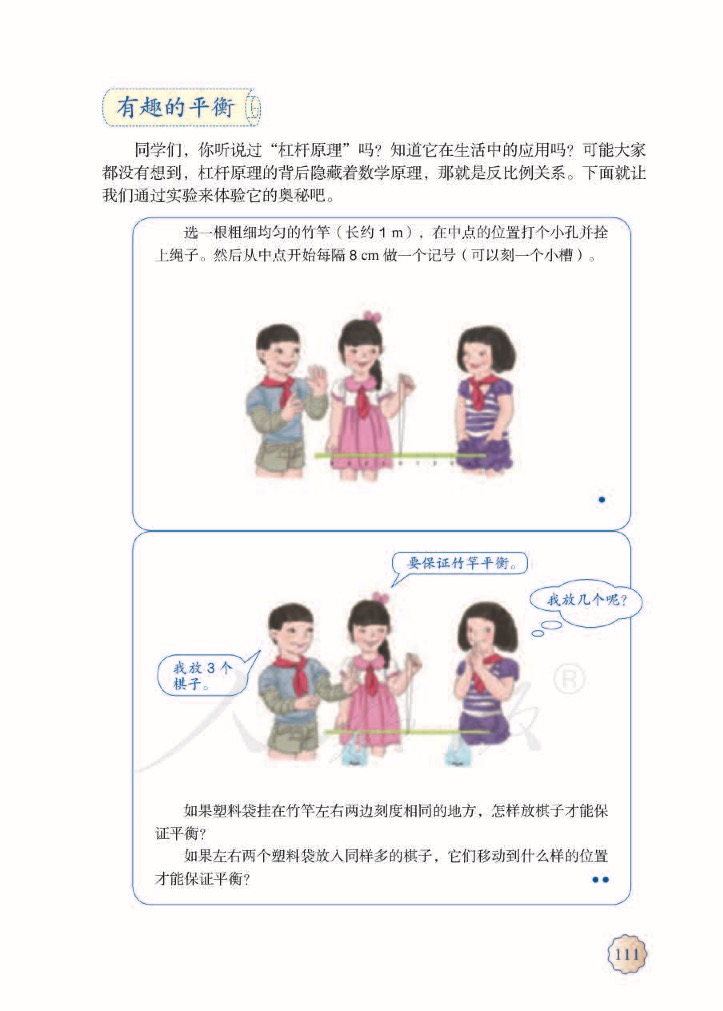 有趣的平衡
同学们，你听说过“杠杆原理”吗？知道它在生活中的应用吗？可能大家
都没有想到，杠杆原理的背后隐藏着数学原理，那就是反比例关系。下面就让
我们通过实验来体验它的奥秘吧。
选一根粗细均匀的竹竿（长约1 m），在中点的位置打个小孔并拴
上绳子。然后从中点开始每隔8 cm做一个记号（可以刻一个小槽）。
要保证竹竿平衡。
我放几个呢？
我放3个
棋子。
®
如果塑料袋挂在竹竿左右两边刻度相同的地方，怎样放棋子才能保
证平衡？
如果左右两个塑料袋放入同样多的棋子，它们移动到什么样的位置
才能保证平衡？
111